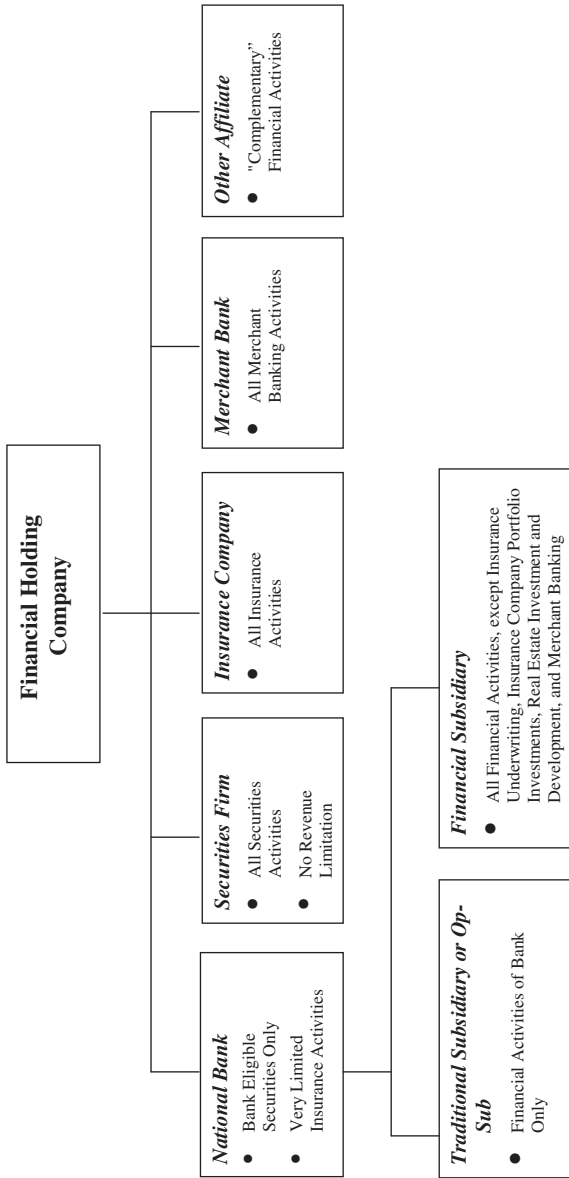 Financial Holding
Company
National Bank
● Bank Eligible
Securities Only
● Very Limited
Insurance Activities
Securities Firm
● All Securities
Activities
● No Revenue
Limitation
Insurance Company
● All Insurance
Activities
Merchant Bank
● All Merchant
Banking Activities
Other Affiliate
● "Complementary”
Financial Activities
Traditional Subsidiary or Op-
Sub
● Financial Activities of Bank
Only
Financial Subsidiary
● All Financial Activities, except Insurance
Underwriting, Insurance Company Portfolio
Investments, Real Estate Investment and
Development, and Merchant Banking